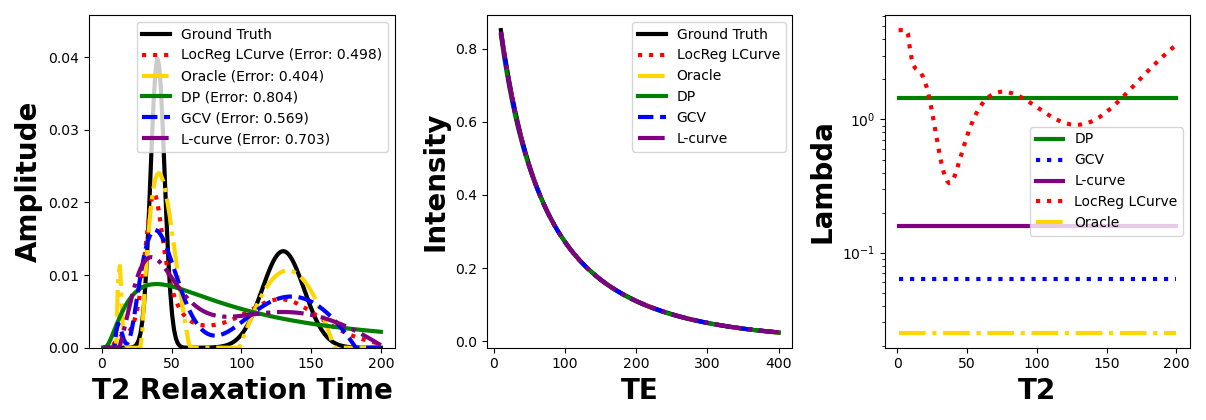 Amplitude
0.04
0.03
0.02
0.01
0.00
Ground Truth
LocReg LCurve (Error: 0.498)
Oracle (Error: 0.404)
DP (Error: 0.804)
GCV (Error: 0.569)
L-curve (Error: 0.703)
0 50 100 150 200
T2 Relaxation Time
Intensity
0.8
0.6
0.4
0.2
0.0
Ground Truth
LocReg LCurve
Oracle
DP
GCV
L-curve
0 100 200 300 400
TE
Lambda
10⁰
10⁻¹
DP
GCV
L-curve
LocReg LCurve
Oracle
0 50 100 150 200
T2